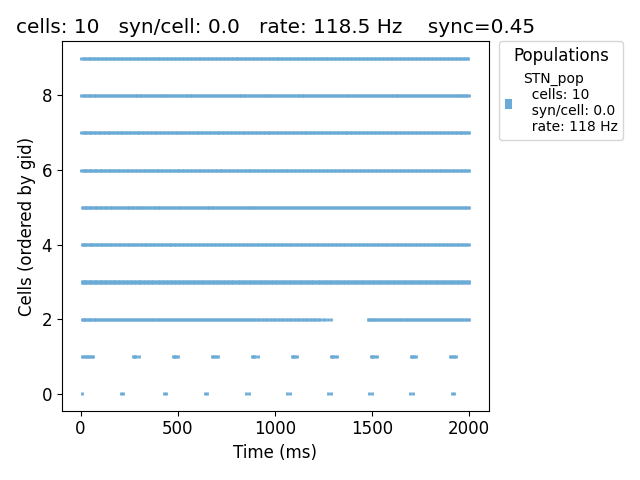 cells: 10   syn/cell: 0.0   rate: 118.5 Hz    sync=0.45
Populations
STN_pop
cells: 10
syn/cell: 0.0
rate: 118 Hz
Cells (ordered by gid)
8
6
4
2
0
0 500 1000 1500 2000
Time (ms)